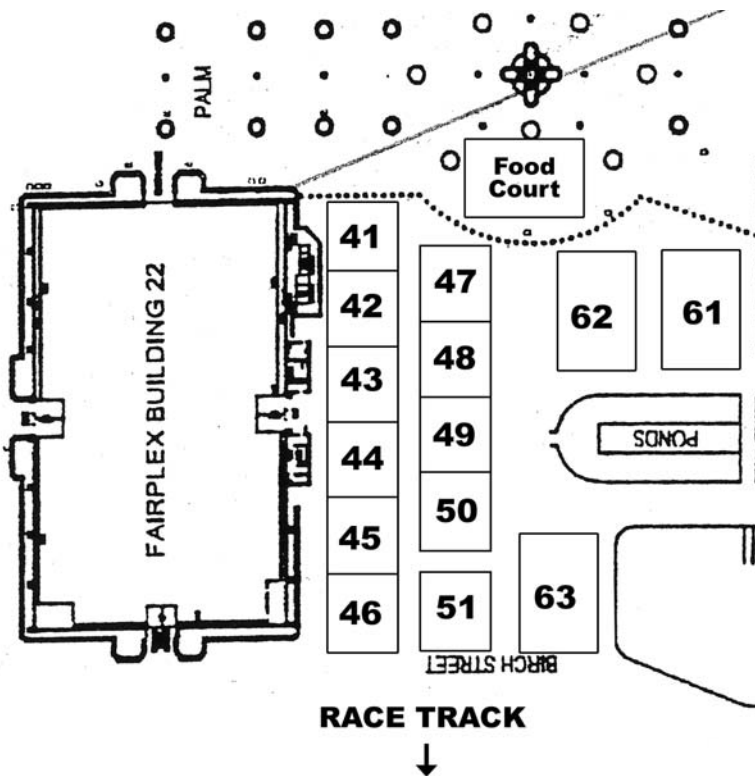 PALM
Food
Court
41
42
43
44
45
46
47
48
49
50
51
62
61
63
FAIRPLEX BUILDING 22
PONDS
BIRCH STREET
RACE TRACK